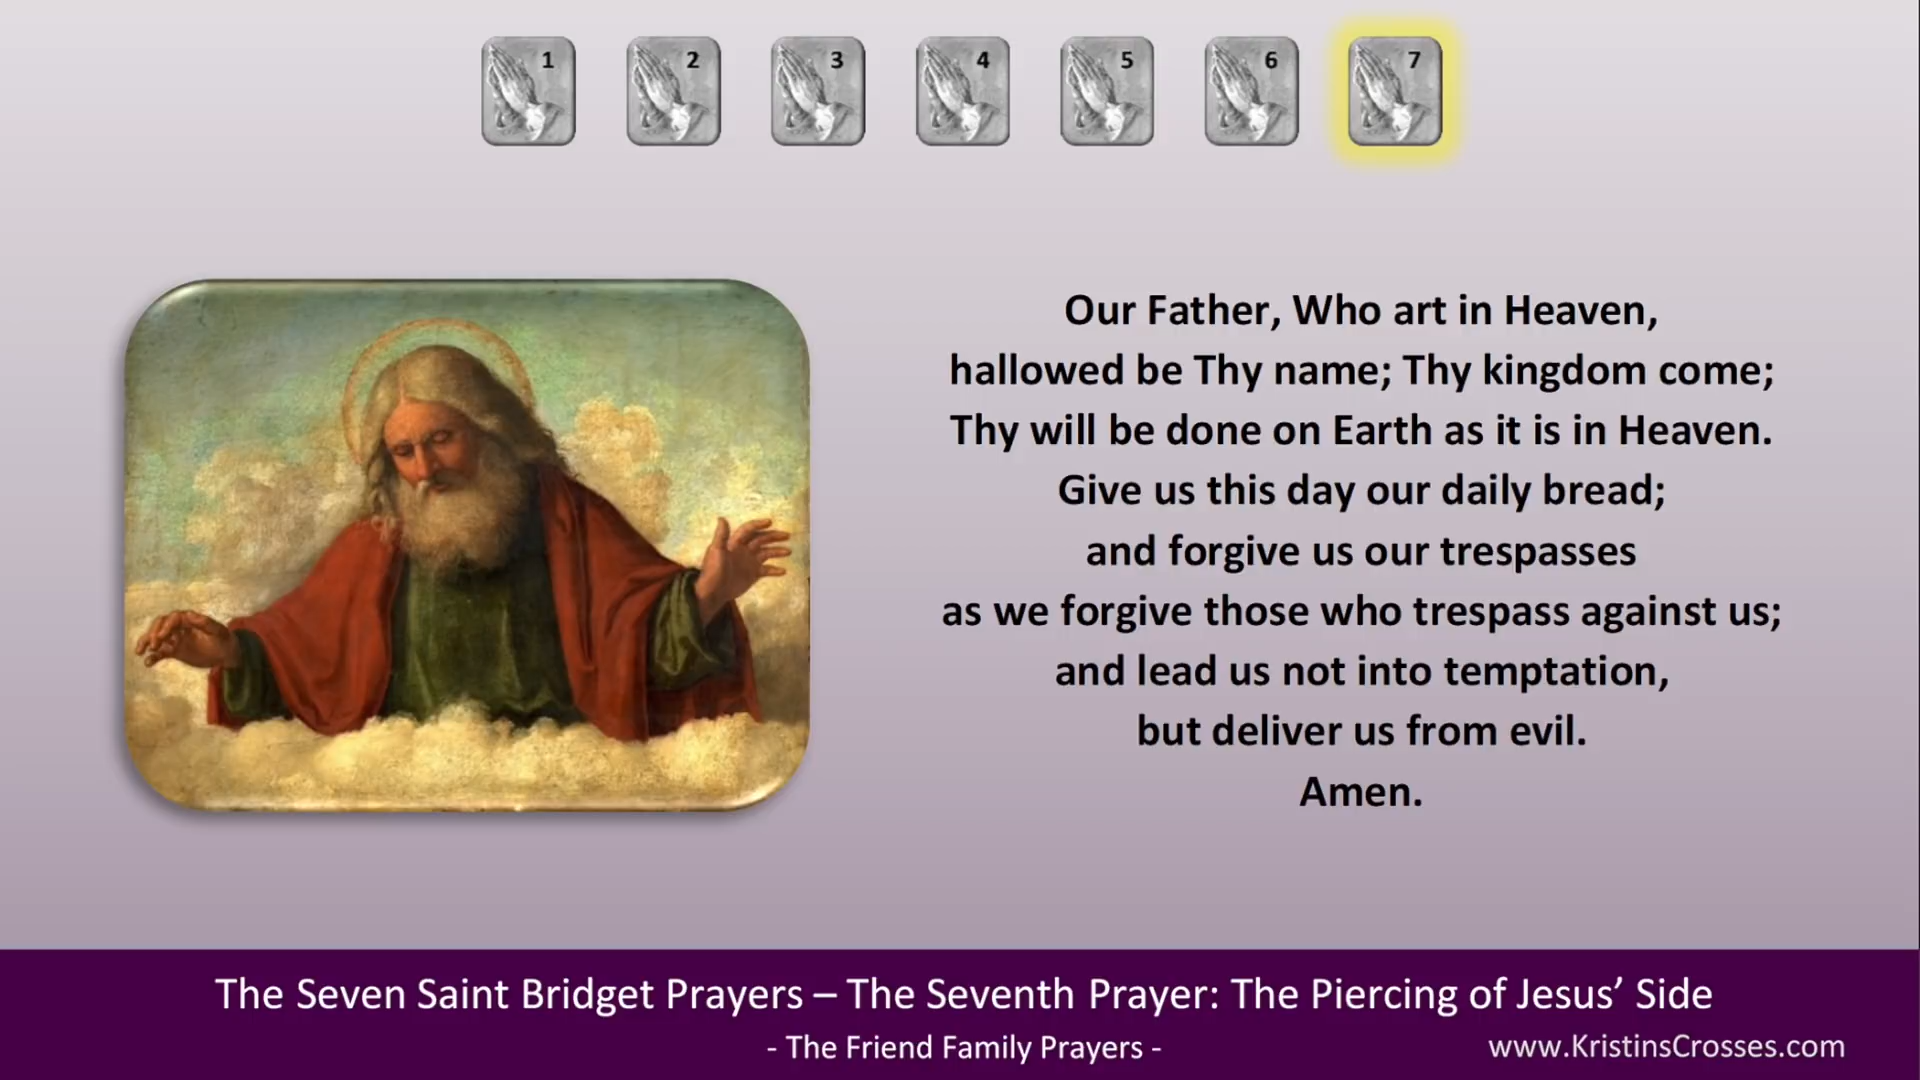 1 2 3 4 5 6 7
Our Father, Who art in Heaven,
hallowed be Thy name; Thy kingdom come;
Thy will be done on Earth as it is in Heaven.
Give us this day our daily bread;
and forgive us our trespasses
as we forgive those who trespass against us;
and lead us not into temptation,
but deliver us from evil.
Amen.
The Seven Saint Bridget Prayers – The Seventh Prayer: The Piercing of Jesus’ Side
- The Friend Family Prayers -
www.KristinsCrosses.com